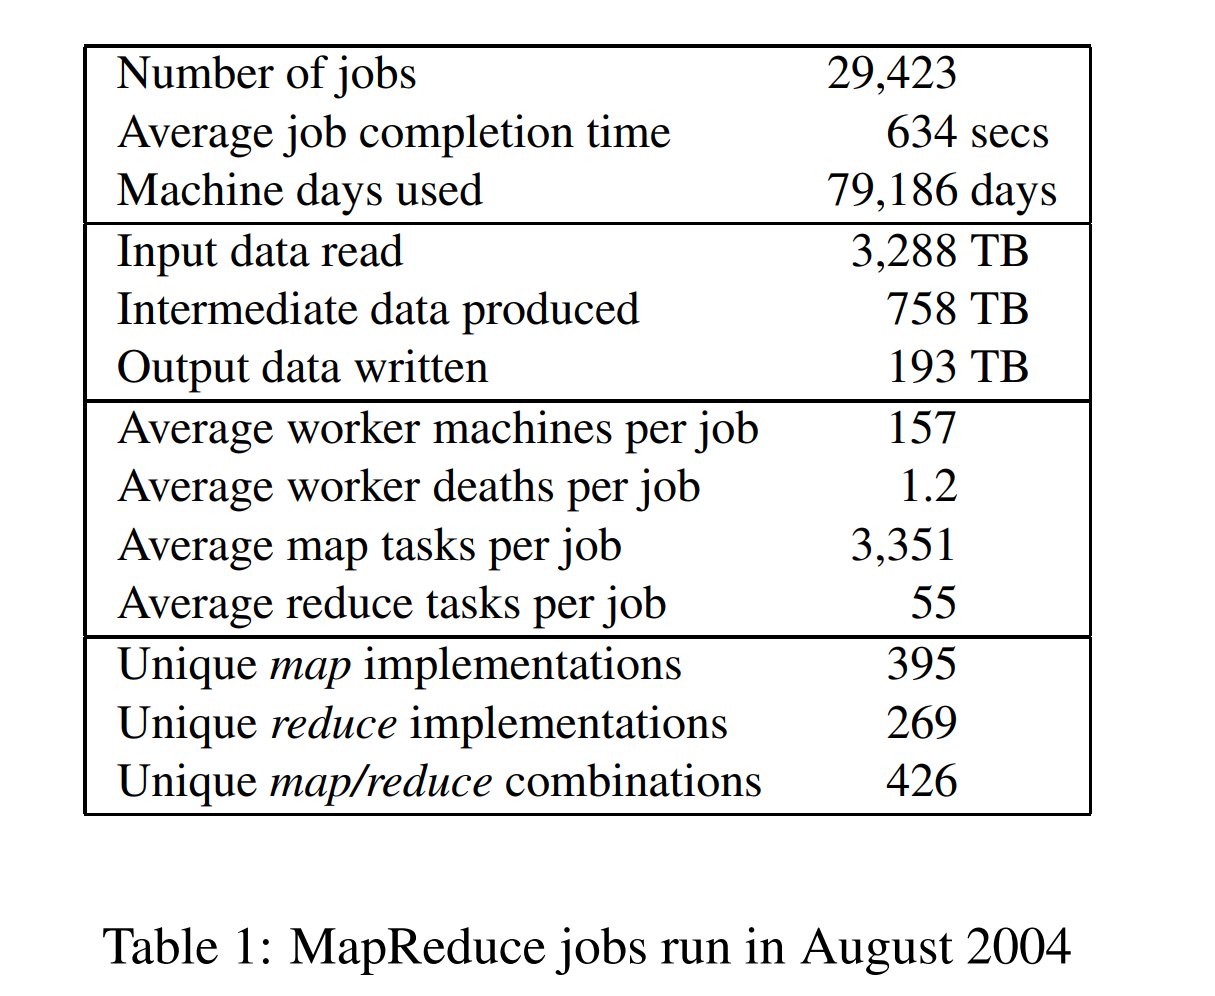 Number of jobs 29,423
Average job completion time 634 secs
Machine days used 79,186 days
Input data read 3,288 TB
Intermediate data produced 758 TB
Output data written 193 TB
Average worker machines per job 157
Average worker deaths per job 1.2
Average map tasks per job 3,351
Average reduce tasks per job 55
Unique map implementations 395
Unique reduce implementations 269
Unique map/reduce combinations 426
Table 1: MapReduce jobs run in August 2004